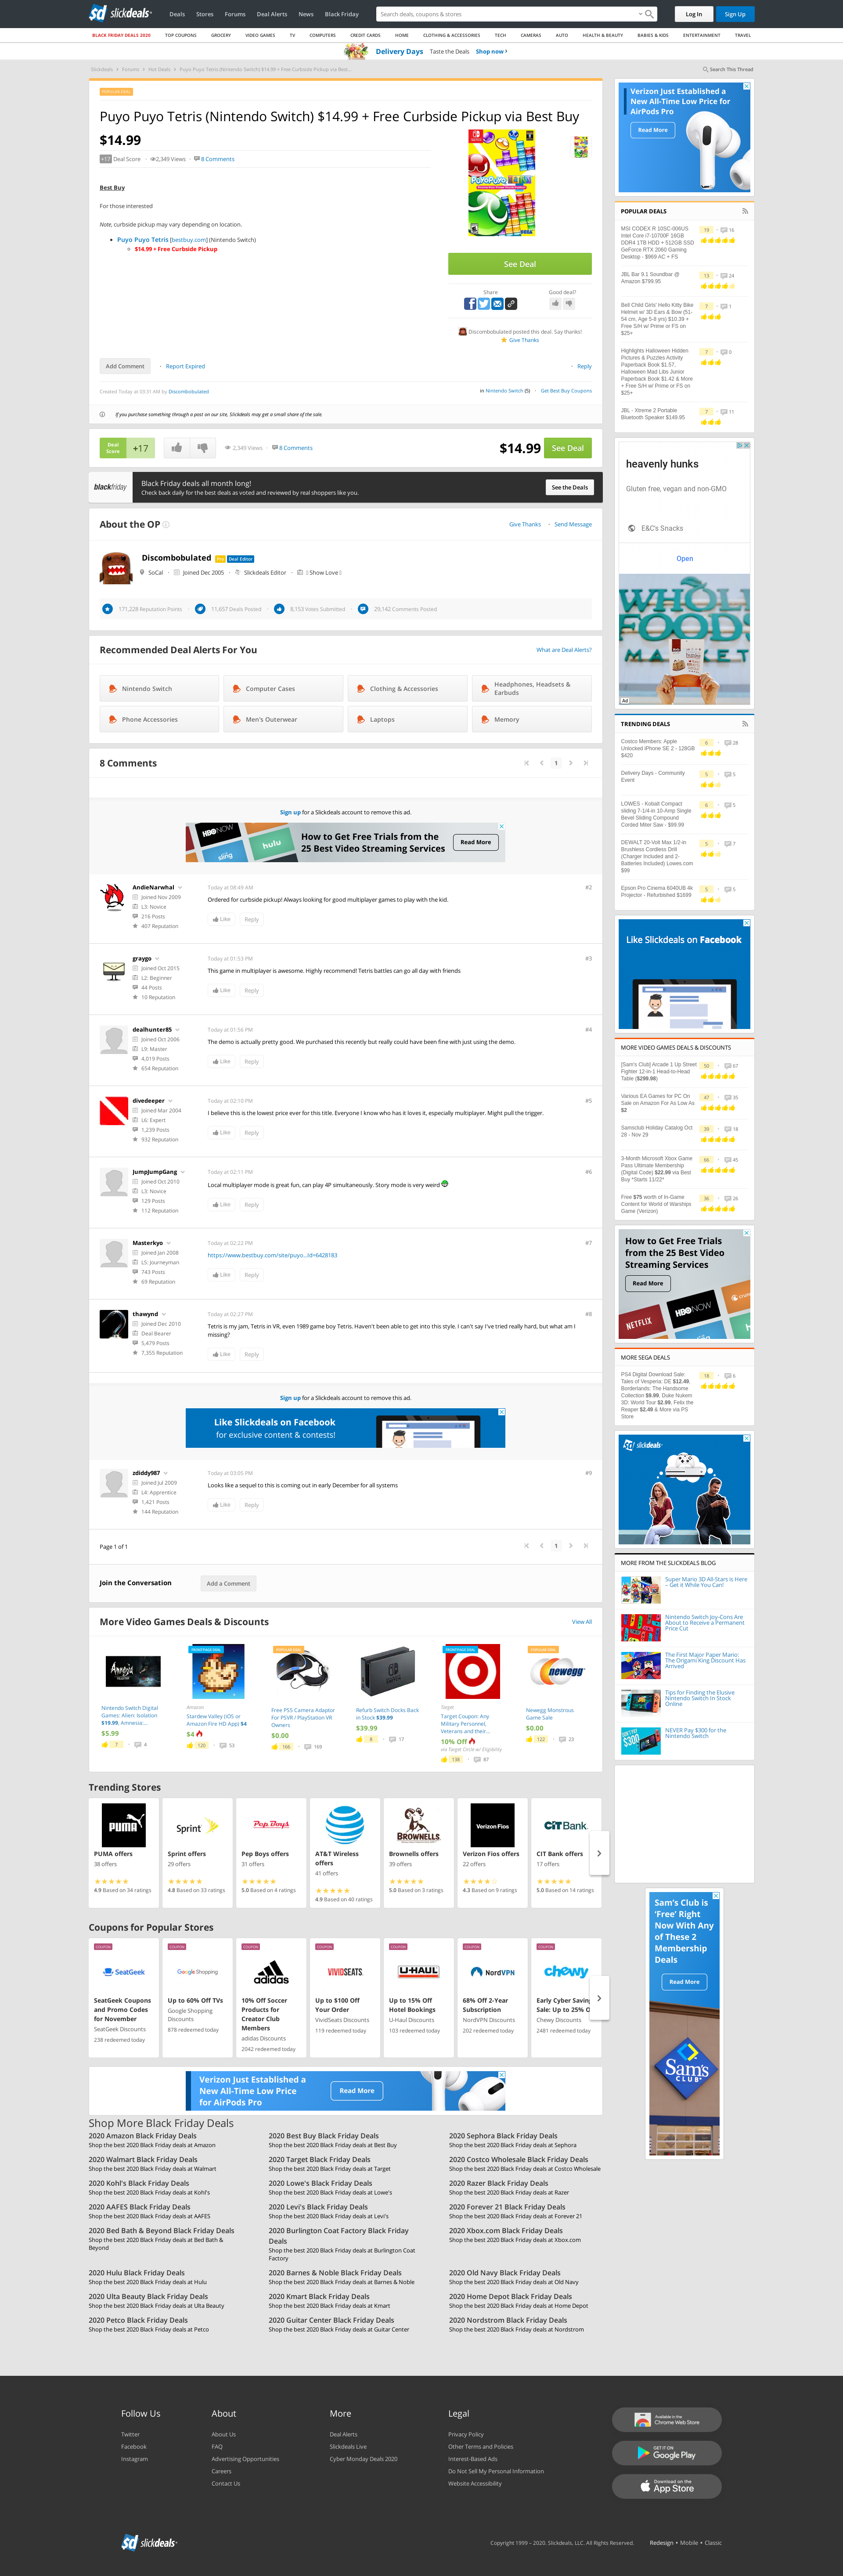 sd slickdeals
Deals Stores Forums Deal Alerts News Black Friday
Search deals, coupons & stores
Log In Sign Up
BLACK FRIDAY DEALS 2020 TOP COUPONS GROCERY VIDEO GAMES TV COMPUTERS CREDIT CARDS HOME CLOTHING & ACCESSORIES TECH CAMERAS AUTO HEALTH & BEAUTY BABIES & KIDS ENTERTAINMENT TRAVEL
Delivery Days Taste the Deals Shop now
Slickdeals Forums Hot Deals Puyo Puyo Tetris (Nintendo Switch) $14.99 + Free Curbside Pickup via Best...
Search This Thread
POPULAR DEAL
Puyo Puyo Tetris (Nintendo Switch) $14.99 + Free Curbside Pickup via Best Buy
$14.99
+17 Deal Score 2,349 Views 8 Comments
Best Buy
For those interested
Note, curbside pickup may vary depending on location.
Puyo Puyo Tetris [bestbuy.com] (Nintendo Switch)
$14.99 + Free Curbside Pickup.
See Deal
Share Good deal?
Discombobulated posted this deal. Say thanks!
Give Thanks
Add Comment Report Expired Reply
Created Today at 03:31 AM by Discombobulated
in Nintendo Switch (5) Get Best Buy Coupons
If you purchase something through a post on our site, Slickdeals may get a small share of the sale.
Deal Score +17 2,349 Views 8 Comments $14.99 See Deal
blackfriday
Black Friday deals all month long!
Check back daily for the best deals as voted and reviewed by real shoppers like you.
See the Deals
About the OP Give Thanks Send Message
Discombobulated Pro Deal Editor
SoCal Joined Dec 2005 Slickdeals Editor Show Love
171,228 Reputation Points 11,657 Deals Posted 9,153 Votes Submitted 29,142 Comments Posted
Recommended Deal Alerts For You What are Deal Alerts?
Nintendo Switch Computer Cases Clothing & Accessories Headphones, Headsets & Earbuds
Phone Accessories Men's Outerwear Laptops Memory
8 Comments 1
Sign up for a Slickdeals account to remove this ad.
HBO NOW sling hulu
How to Get Free Trials from the 25 Best Video Streaming Services
Read More
AndieNarwhal
Joined Nov 2009
L3: Novice
216 Posts
407 Reputation
Today at 08:49 AM #2
Ordered for curbside pickup! Always looking for good multiplayer games to play with the kid.
Like Reply
graygo
Joined Oct 2015
L2: Beginner
44 Posts
10 Reputation
Today at 01:53 PM #3
This game in multiplayer is awesome. Highly recommend! Tetris battles can go all day with friends
Like Reply
dealhunter85
Joined Oct 2006
L9: Master
4,019 Posts
654 Reputation
Today at 01:56 PM #4
The demo is actually pretty good. We purchased this recently but really could have been fine with just using the demo.
Like Reply
divedeeper
Joined Mar 2004
L6: Expert
1,239 Posts
932 Reputation
Today at 02:10 PM #5
I believe this is the lowest price ever for this title. Everyone I know who has it loves it, especially multiplayer. Might pull the trigger.
Like Reply
JumpJumpGang
Joined Oct 2010
L3: Novice
129 Posts
112 Reputation
Today at 02:11 PM #6
Local multiplayer mode is great fun, can play 4P simultaneously. Story mode is very weird
Like Reply
Masterkyo
Joined Jan 2008
L5: Journeyman
743 Posts
69 Reputation
Today at 02:22 PM #7
https://www.bestbuy.com/site/puyo...Id=6428183
Like Reply
thawynd
Joined Dec 2010
Deal Bearer
5,479 Posts
7,355 Reputation
Today at 02:27 PM #8
Tetris is my jam, Tetris in VR, even 1989 game boy Tetris. Haven't been able to get into this style. I can't say I've tried really hard, but what am I missing?
Like Reply
Sign up for a Slickdeals account to remove this ad.
Like Slickdeals on Facebook
for exclusive content & contests!
zdiddy987
Joined Jul 2009
L4: Apprentice
1,421 Posts
144 Reputation
Today at 03:05 PM #9
Looks like a sequel to this is coming out in early December for all systems
Like Reply
Page 1 of 1 1
Join the Conversation Add a Comment
More Video Games Deals & Discounts View All
Nintendo Switch Digital Games: Alien: Isolation $19.99, Amnesia:...
$5.99
7 4
FRONTPAGE DEAL
Amazon
Stardew Valley (iOS or Amazon Fire HD App) $4
$4
120 53
POPULAR DEAL
Free PS5 Camera Adaptor For PSVR / PlayStation VR Owners
$0.00
166 169
Refurb Switch Docks Back in Stock $39.99
$39.99
8 17
FRONTPAGE DEAL
Target
Target Coupon: Any Military Personnel, Veterans and their...
10% Off
via Target Circle w/ Eligibility
138 87
POPULAR DEAL
newegg
Newegg Monstrous Game Sale
$0.00
122 23
Trending Stores
PUMA offers
38 offers
4.9 Based on 34 ratings
Sprint offers
29 offers
4.8 Based on 33 ratings
Pep Boys offers
31 offers
5.0 Based on 4 ratings
AT&T Wireless offers
41 offers
4.9 Based on 40 ratings
Brownells offers
39 offers
5.0 Based on 3 ratings
Verizon Fios offers
22 offers
4.3 Based on 9 ratings
CIT Bank offers
17 offers
5.0 Based on 14 ratings
Coupons for Popular Stores
COUPON
SeatGeek Coupons and Promo Codes for November
SeatGeek Discounts
238 redeemed today
COUPON
Up to 60% Off TVs
Google Shopping Discounts
878 redeemed today
COUPON
10% Off Soccer Products for Creator Club Members
adidas Discounts
2042 redeemed today
COUPON
Up to $100 Off Your Order
VividSeats Discounts
119 redeemed today
COUPON
Up to 15% Off Hotel Bookings
U-Haul Discounts
103 redeemed today
COUPON
68% Off 2-Year Subscription
NordVPN Discounts
202 redeemed today
COUPON
Early Cyber Saving Sale: Up to 25% O
Chewy Discounts
2481 redeemed today
Verizon Just Established a New All-Time Low Price for AirPods Pro
Read More
Shop More Black Friday Deals
2020 Amazon Black Friday Deals
Shop the best 2020 Black Friday deals at Amazon
2020 Best Buy Black Friday Deals
Shop the best 2020 Black Friday deals at Best Buy
2020 Sephora Black Friday Deals
Shop the best 2020 Black Friday deals at Sephora
2020 Walmart Black Friday Deals
Shop the best 2020 Black Friday deals at Walmart
2020 Target Black Friday Deals
Shop the best 2020 Black Friday deals at Target
2020 Costco Wholesale Black Friday Deals
Shop the best 2020 Black Friday deals at Costco Wholesale
2020 Kohl's Black Friday Deals
Shop the best 2020 Black Friday deals at Kohl's
2020 Lowe's Black Friday Deals
Shop the best 2020 Black Friday deals at Lowe's
2020 Razer Black Friday Deals
Shop the best 2020 Black Friday deals at Razer
2020 AAFES Black Friday Deals
Shop the best 2020 Black Friday deals at AAFES
2020 Levi's Black Friday Deals
Shop the best 2020 Black Friday deals at Levi's
2020 Forever 21 Black Friday Deals
Shop the best 2020 Black Friday deals at Forever 21
2020 Bed Bath & Beyond Black Friday Deals
Shop the best 2020 Black Friday deals at Bed Bath & Beyond
2020 Burlington Coat Factory Black Friday Deals
Shop the best 2020 Black Friday deals at Burlington Coat Factory
2020 Xbox.com Black Friday Deals
Shop the best 2020 Black Friday deals at Xbox.com
2020 Hulu Black Friday Deals
Shop the best 2020 Black Friday deals at Hulu
2020 Barnes & Noble Black Friday Deals
Shop the best 2020 Black Friday deals at Barnes & Noble
2020 Old Navy Black Friday Deals
Shop the best 2020 Black Friday deals at Old Navy
2020 Ulta Beauty Black Friday Deals
Shop the best 2020 Black Friday deals at Ulta Beauty
2020 Kmart Black Friday Deals
Shop the best 2020 Black Friday deals at Kmart
2020 Home Depot Black Friday Deals
Shop the best 2020 Black Friday deals at Home Depot
2020 Petco Black Friday Deals
Shop the best 2020 Black Friday deals at Petco
2020 Guitar Center Black Friday Deals
Shop the best 2020 Black Friday deals at Guitar Center
2020 Nordstrom Black Friday Deals
Shop the best 2020 Black Friday deals at Nordstrom
Verizon Just Established a New All-Time Low Price for AirPods Pro
Read More
POPULAR DEALS
MSI CODEX R 10SC-006US Intel Core i7-10700F 16GB DDR4 1TB HDD + 512GB SSD GeForce RTX 2060 Gaming Desktop - $969 AC + FS
19 16
JBL Bar 9.1 Soundbar @ Amazon $799.95
13 24
Bell Child Girls' Hello Kitty Bike Helmet w/ 3D Ears & Bow (51-54 cm, Age 5-8 yrs) $10.39 + Free S/H w/ Prime or FS on $25+
7 1
Highlights Halloween Hidden Pictures & Puzzles Activity Paperback Book $1.57, Halloween Mad Libs Junior Paperback Book $1.42 & More + Free S/H w/ Prime or FS on $25+
7 0
JBL - Xtreme 2 Portable Bluetooth Speaker $149.95
7 11
heavenly hunks
Gluten free, vegan and non-GMO
E&C's Snacks
Open
WHOLE FOODS MARKET
Ad
TRENDING DEALS
Costco Members: Apple Unlocked iPhone SE 2 - 128GB $420
6 28
Delivery Days - Community Event
5 5
LOWES - Kobalt Compact sliding 7-1/4-in 10-Amp Single Bevel Sliding Compound Corded Miter Saw - $99.99
6 5
DEWALT 20-Volt Max 1/2-in Brushless Cordless Drill (Charger Included and 2-Batteries Included) Lowes.com $99
5 7
Epson Pro Cinema 6040UB 4k Projector - Refurbished $1699
5 5
Like Slickdeals on Facebook
MORE VIDEO GAMES DEALS & DISCOUNTS
[Sam's Club] Arcade 1 Up Street Fighter 12-in-1 Head-to-Head Table ($299.98)
50 67
Various EA Games for PC On Sale on Amazon For As Low As $2
47 35
Samsclub Holiday Catalog Oct 28 - Nov 29
39 18
3-Month Microsoft Xbox Game Pass Ultimate Membership (Digital Code) $22.99 via Best Buy *Starts 11/22*
66 45
Free $75 worth of In-Game Content for World of Warships Game (Verizon)
36 26
How to Get Free Trials from the 25 Best Video Streaming Services
Read More
NETFLIX HBO NOW
MORE SEGA DEALS
PS4 Digital Download Sale: Tales of Vesperia: DE $12.49, Borderlands: The Handsome Collection $9.99, Duke Nukem 3D: World Tour $2.99, Felix the Reaper $2.49 & More via PS Store
18 6
sd slickdeals
MORE FROM THE SLICKDEALS BLOG
Super Mario 3D All-Stars is Here – Get it While You Can!
Nintendo Switch Joy-Cons Are About to Receive a Permanent Price Cut
The First Major Paper Mario: The Origami King Discount Has Arrived
Tips for Finding the Elusive Nintendo Switch In Stock Online
NEVER Pay $300 for the Nintendo Switch
Sam's Club is 'Free' Right Now With Any of These 2 Membership Deals
Read More
Sam's CLUB
Follow Us
Twitter
Facebook
Instagram
About
About Us
FAQ
Advertising Opportunities
Careers
Contact Us
More
Deal Alerts
Slickdeals Live
Cyber Monday Deals 2020
Legal
Privacy Policy
Other Terms and Policies
Interest-Based Ads
Do Not Sell My Personal Information
Website Accessibility
Available in the Chrome Web Store
GET IT ON Google Play
Download on the App Store
sd slickdeals
Copyright 1999 – 2020. Slickdeals, LLC. All Rights Reserved. Redesign • Mobile • Classic